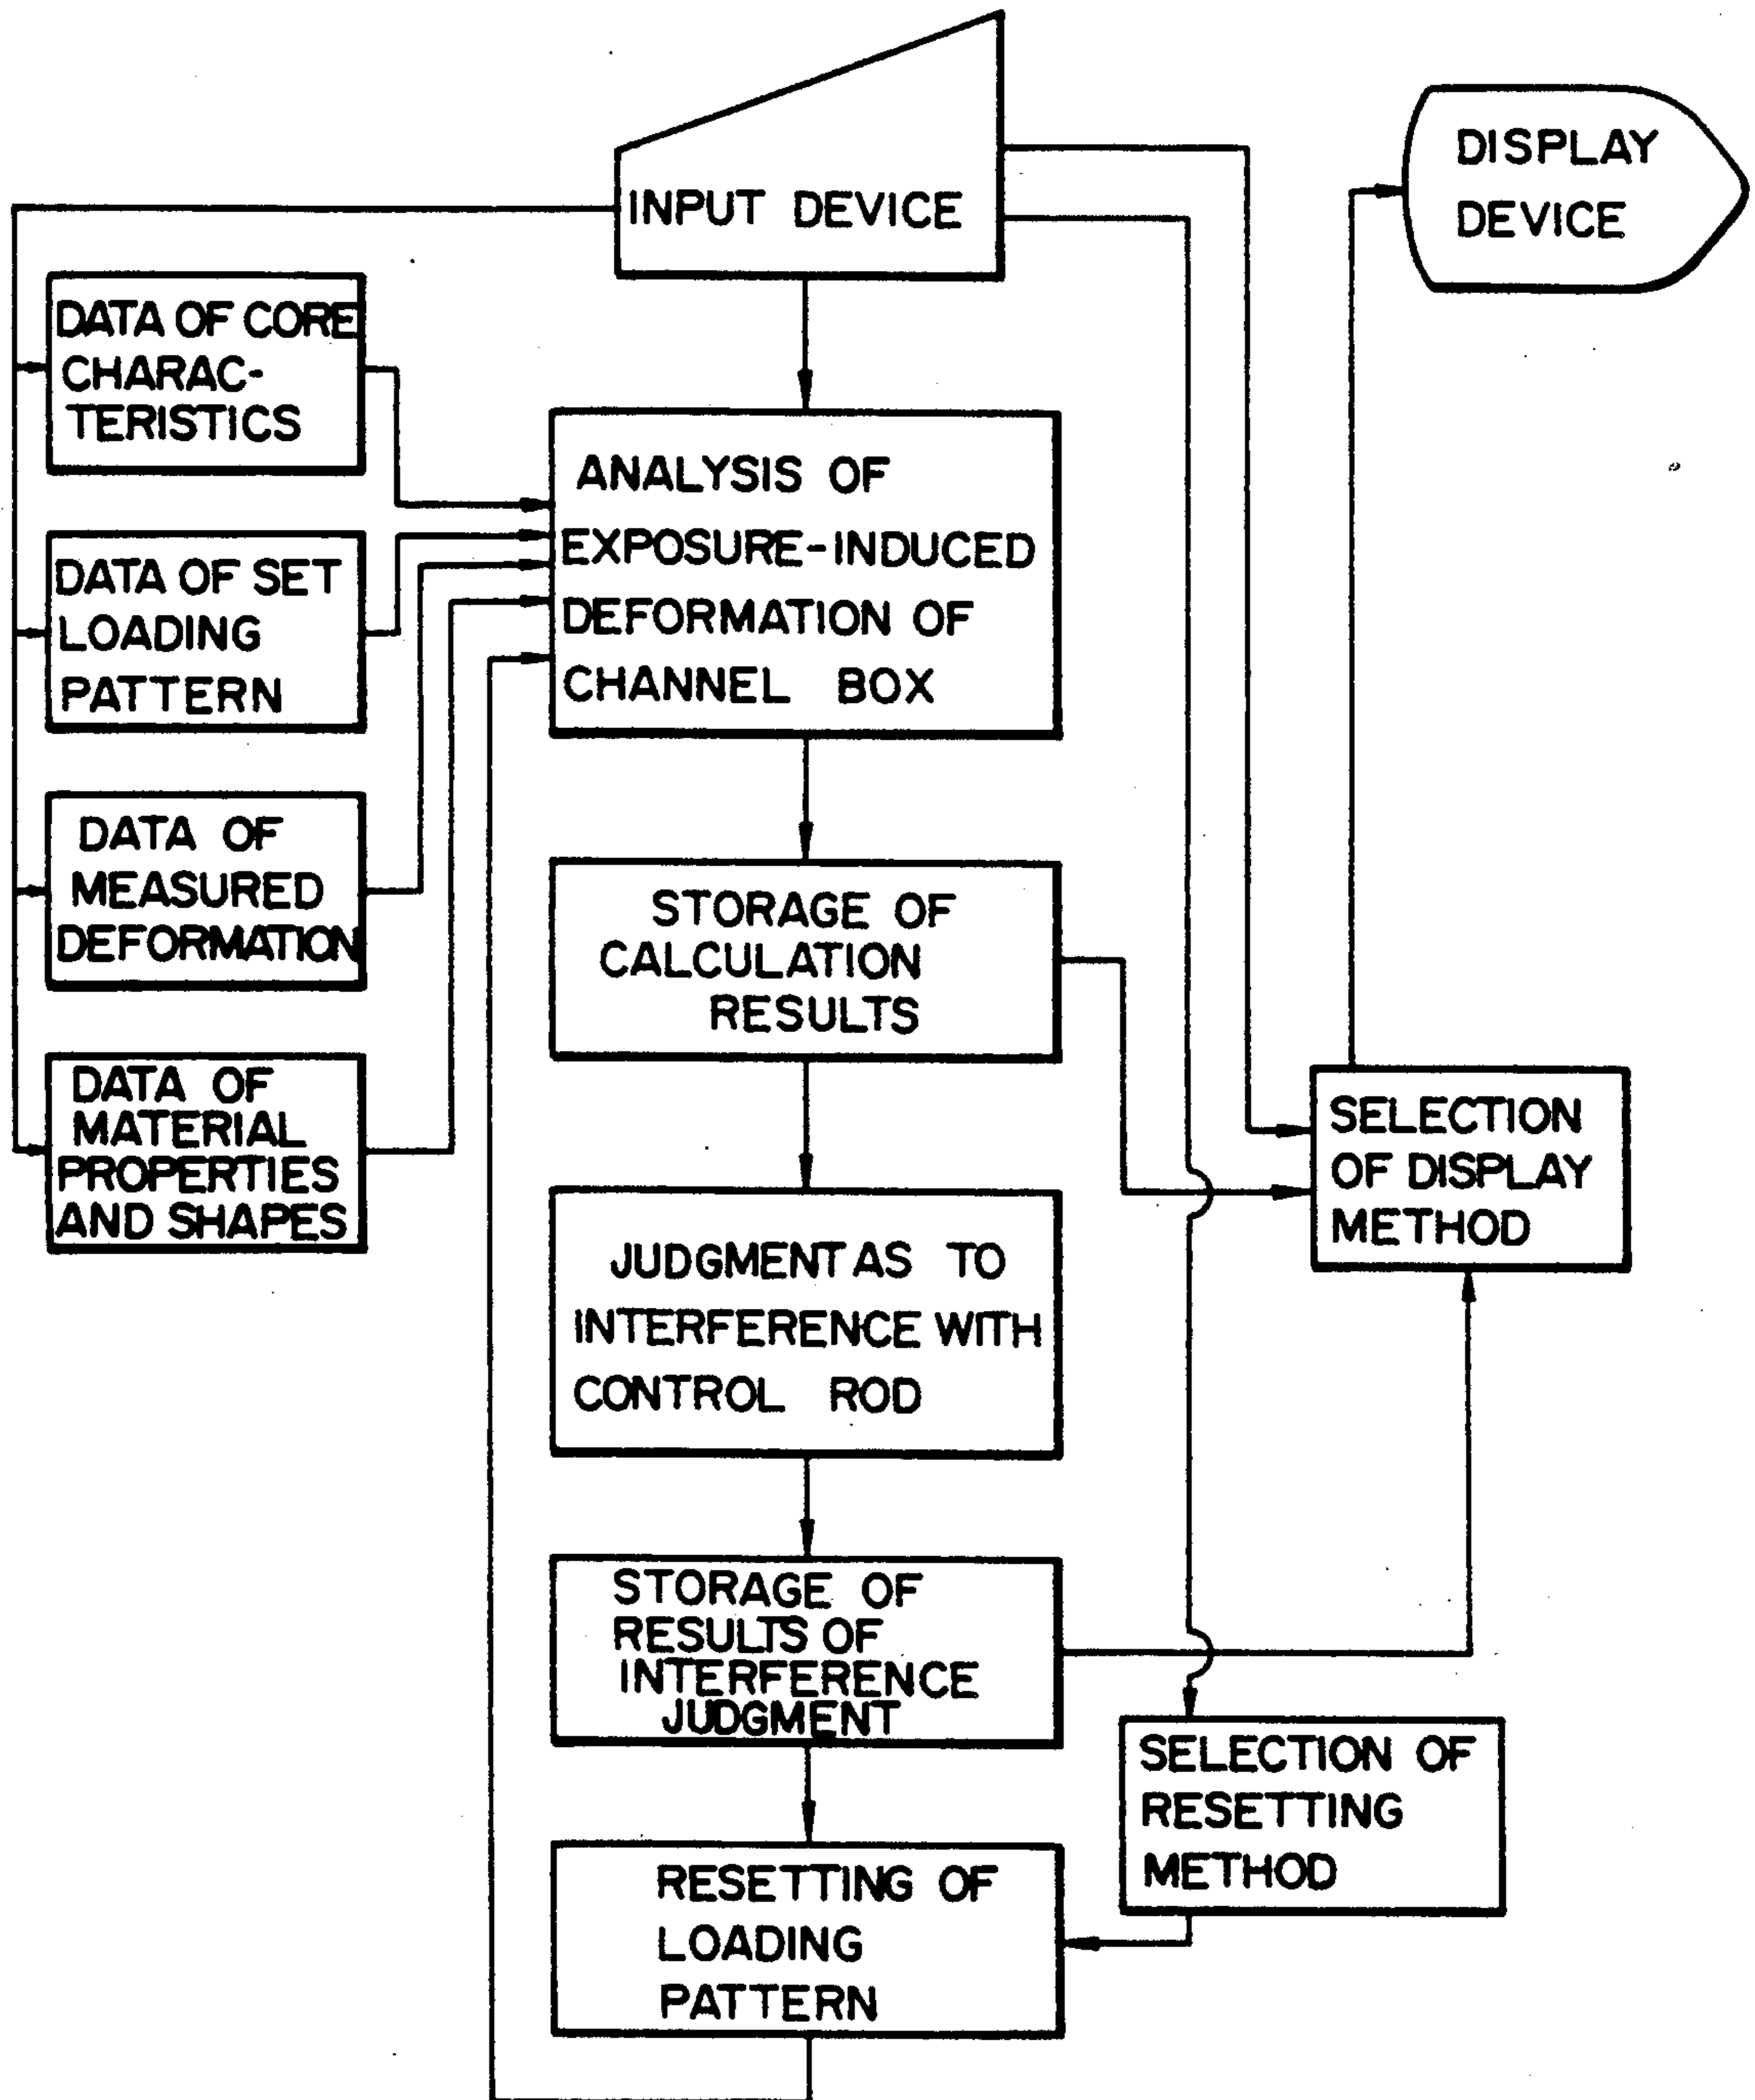 INPUT DEVICE
DISPLAY
DEVICE
DATA OF CORE
CHARAC-
TERISTICS
DATA OF SET
LOADING
PATTERN
DATA OF
MEASURED
DEFORMATION
DATA OF
MATERIAL
PROPERTIES
AND SHAPES
ANALYSIS OF
EXPOSURE-INDUCED
DEFORMATION OF
CHANNEL BOX
STORAGE OF
CALCULATION
RESULTS
JUDGMENT AS TO
INTERFERENCE WITH
CONTROL ROD
STORAGE OF
RESULTS OF
INTERFERENCE
JUDGMENT
RESETTING OF
LOADING
PATTERN
SELECTION
OF DISPLAY
METHOD
SELECTION OF
RESETTING
METHOD